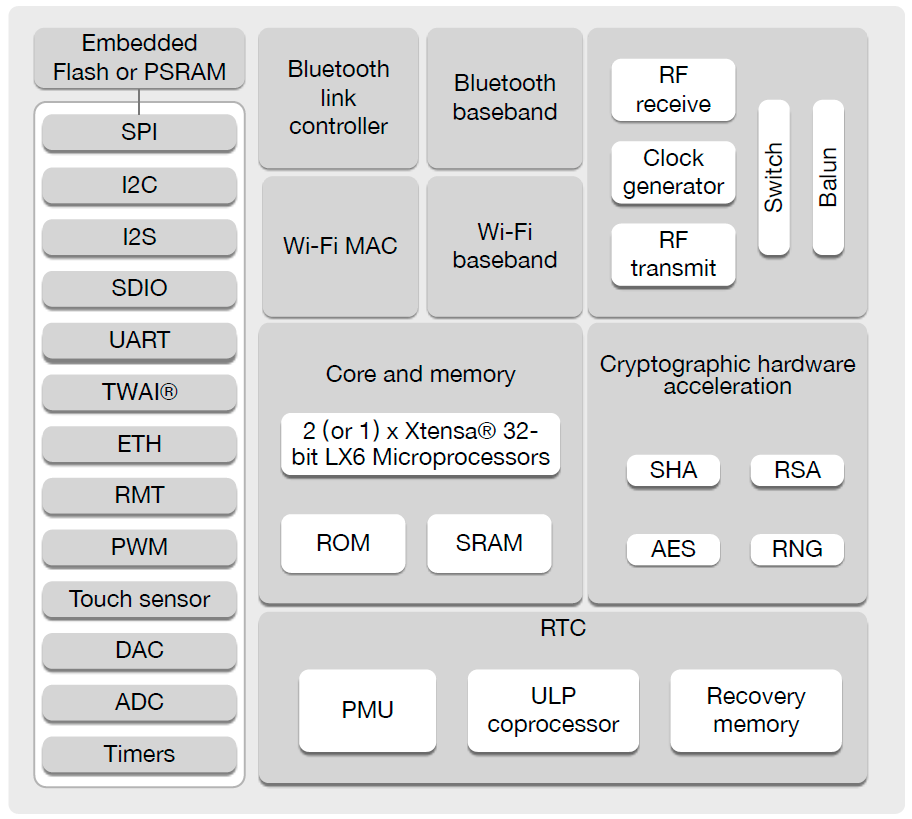 Embedded
Flash or PSRAM
SPI
I2C
I2S
SDIO
UART
TWAI®
ETH
RMT
PWM
Touch sensor
DAC
ADC
Timers
Bluetooth
link
controller
Bluetooth
baseband
Wi-Fi MAC
Wi-Fi
baseband
RF
receive
Clock
generator
RF
transmit
Switch
Balun
Core and memory
2 (or 1) x Xtensa® 32-
bit LX6 Microprocessors
ROM
SRAM
Cryptographic hardware
acceleration
SHA
RSA
AES
RNG
RTC
PMU
ULP
coprocessor
Recovery
memory